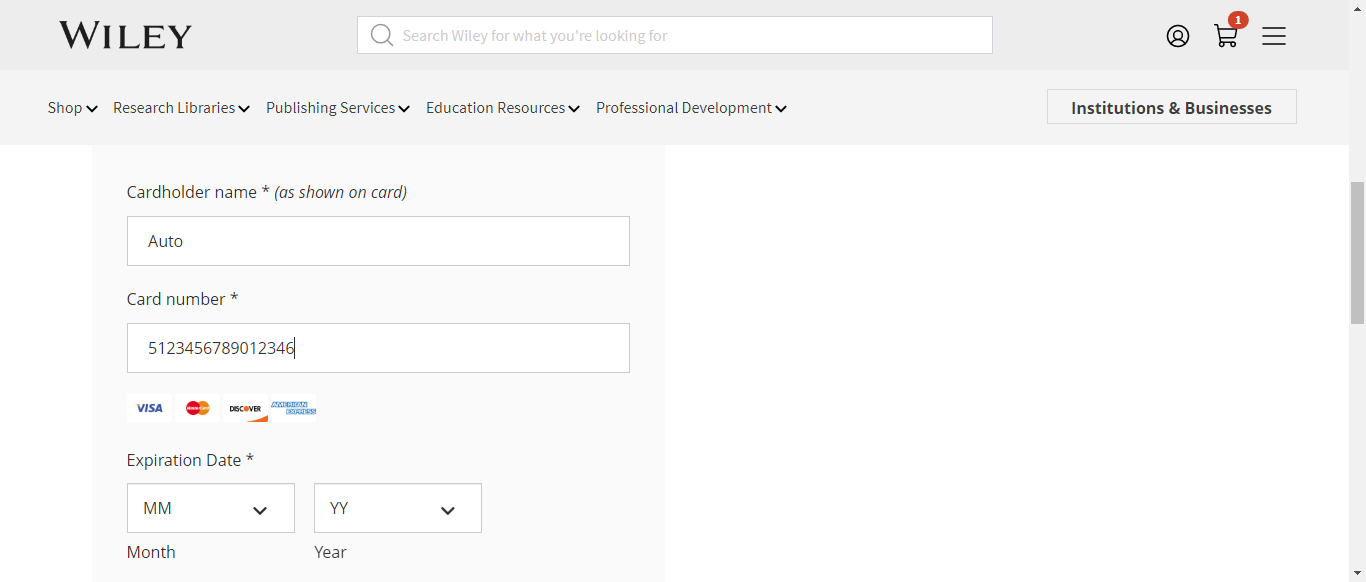 WILEY
Search Wiley for what you're looking for
1
Shop Research Libraries Publishing Services Education Resources Professional Development
Institutions & Businesses
Cardholder name * (as shown on card)
Auto
Card number *
5123456789012346
VISA MasterCard DISCOVER AMERICAN EXPRESS
Expiration Date *
MM YY
Month Year